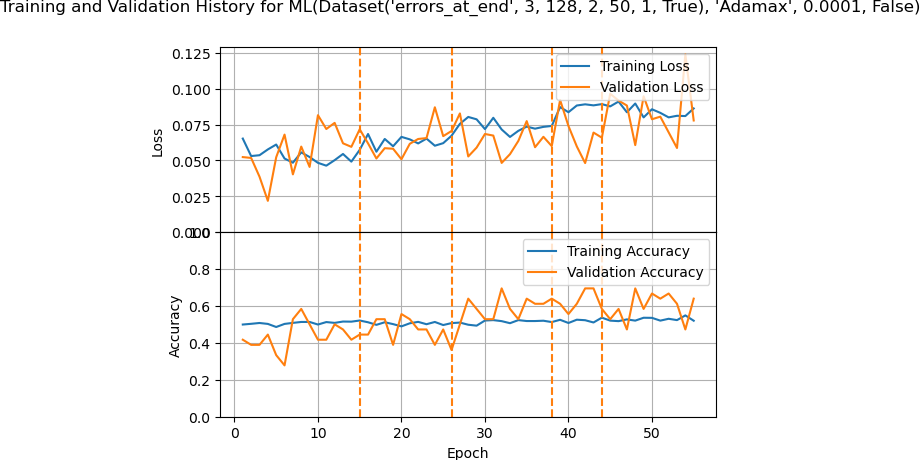 Training and Validation History for ML(Dataset('errors_at_end', 3, 128, 2, 50, 1, True), 'Adamax', 0.0001, False)
0.125
0.100
0.075
0.050
0.025
0.000
Loss
Training Loss
Validation Loss
1.0
0.8
0.6
0.4
0.2
0.0
Accuracy
Training Accuracy
Validation Accuracy
0 10 20 30 40 50
Epoch